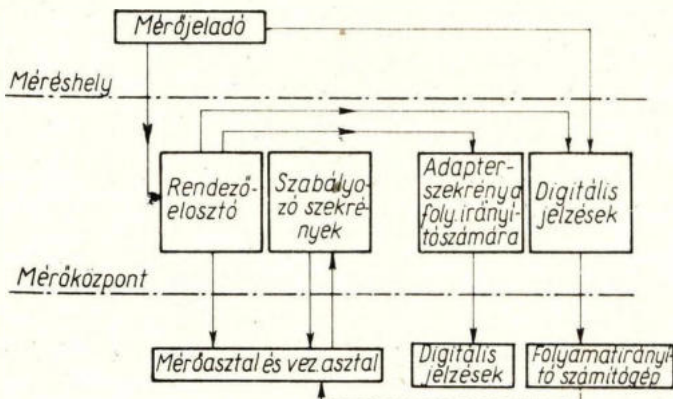 Mérőjeladó
Méréshely
Rendező-
elosztó
Szabályo-
zó szekré-
nyek
Adapter-
szekrény a
foly.irányí-
tószámára
Digitális
jelzések
Mérőközpont
Mérőasztal és vez.asztal
Digitális
jelzések
Folyamatirányí-
tó számítógép